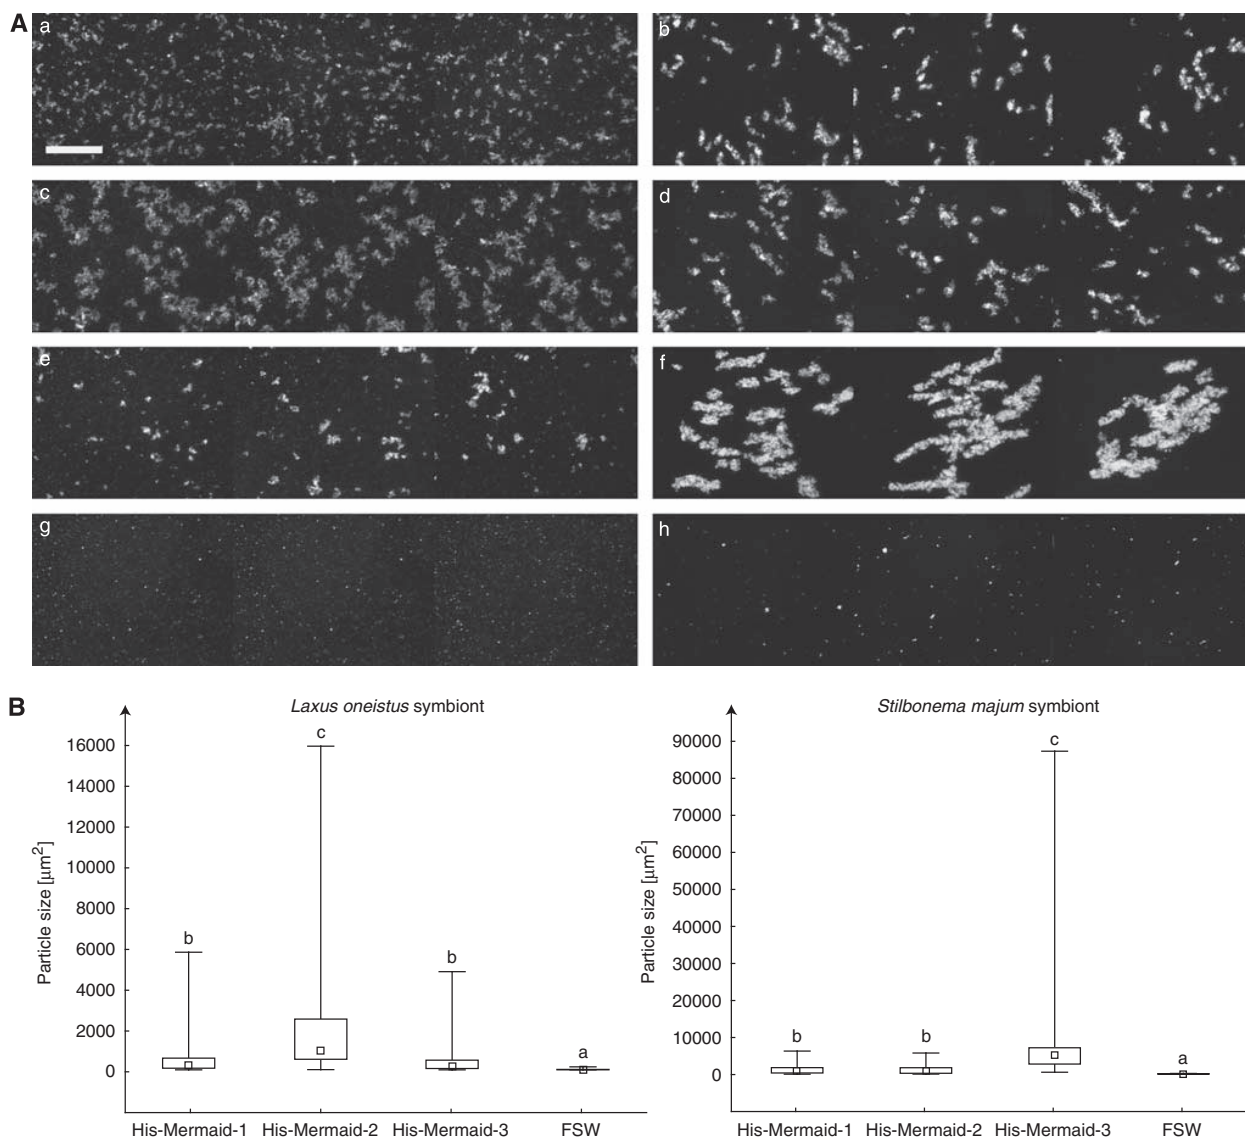 A
a
b
c
d
e
f
g
h
B
Laxus oneistus symbiont
Particle size [μm2]
16000
14000
12000
10000
8000
6000
4000
2000
0
b
c
b
a
His-Mermaid-1 His-Mermaid-2 His-Mermaid-3 FSW
Stilbonema majum symbiont
Particle size [μm2]
90000
80000
70000
60000
50000
40000
30000
20000
10000
0
b
b
c
a
His-Mermaid-1 His-Mermaid-2 His-Mermaid-3 FSW